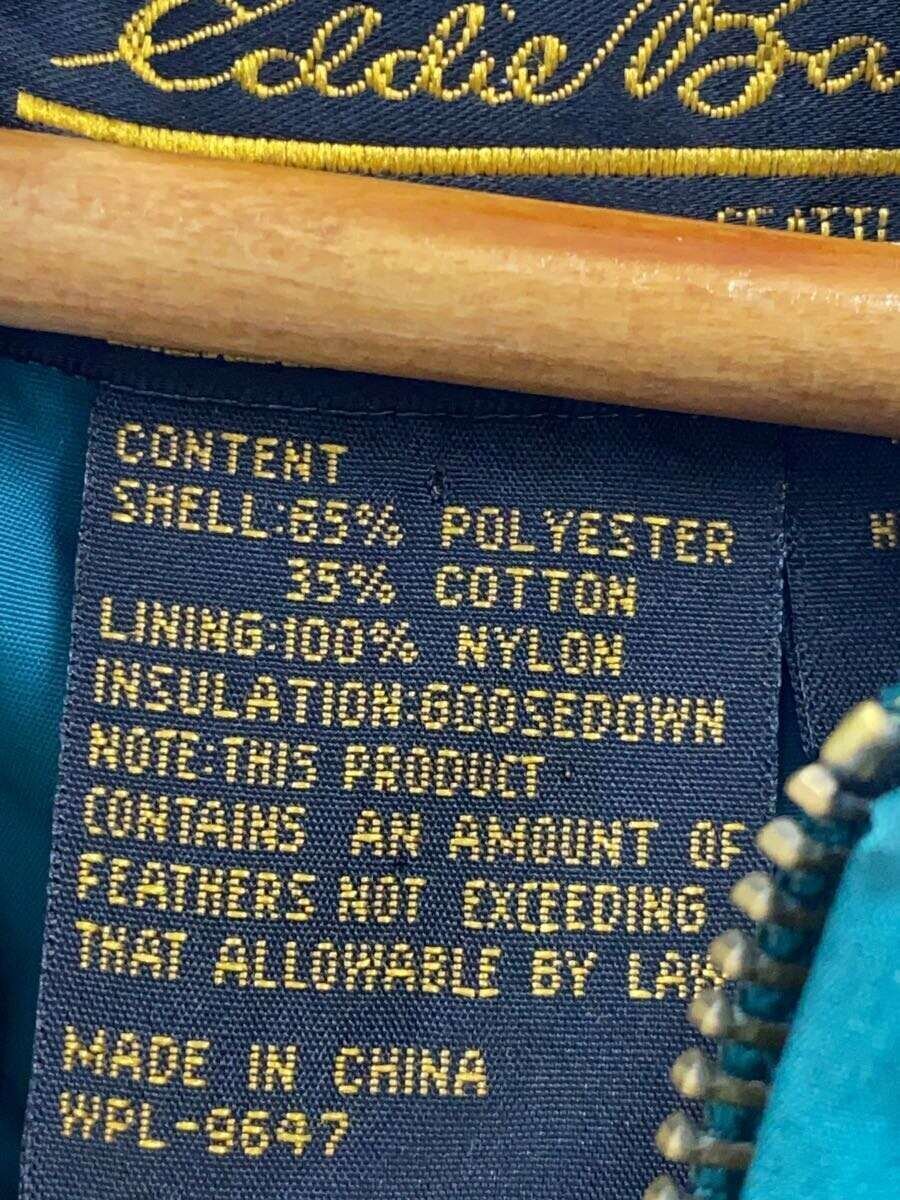 Eddie Ba
SEATTL
CONTENT
SHELL:65% POLYESTER
35% COTTON
LINING:100% NYLON
INSULATION:GOOSEDOWN
NOTE:THIS PRODUCT
CONTAINS AN AMOUNT OF
FEATHERS NOT EXCEEDING
THAT ALLOWABLE BY LAW
MADE IN CHINA
WPL-9647
H